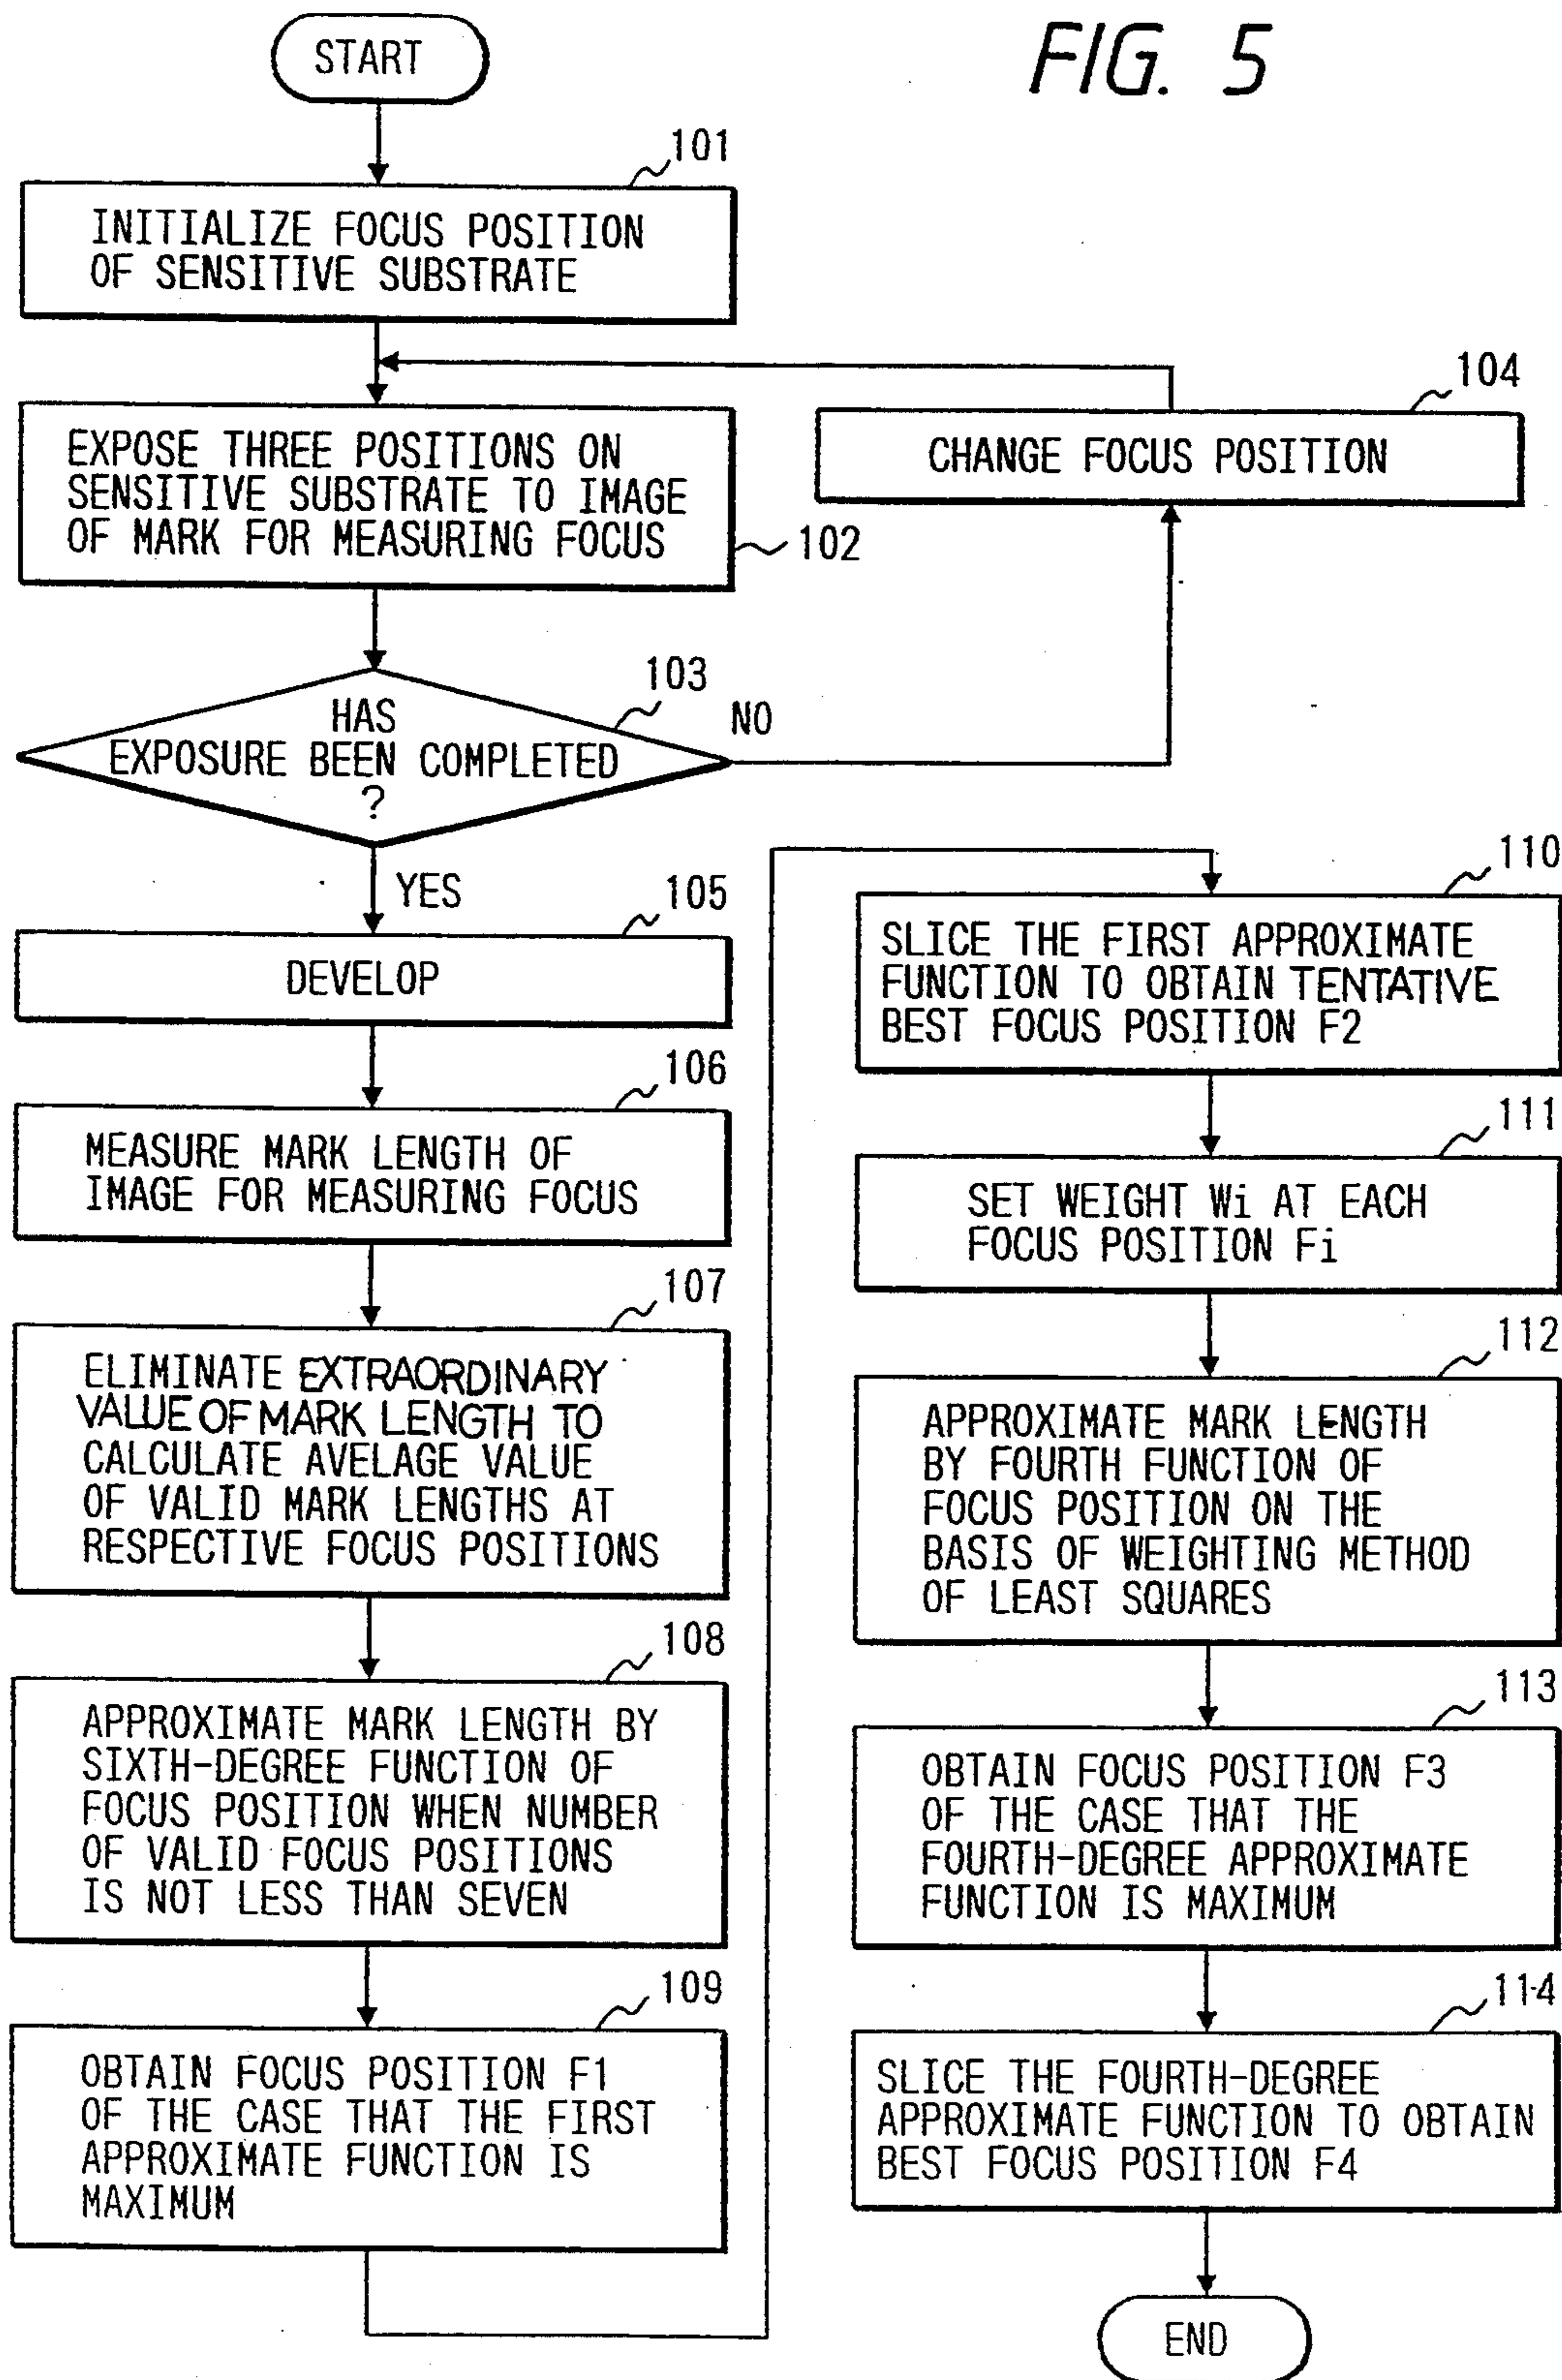 FIG. 5
START
101
INITIALIZE FOCUS POSITION
OF SENSITIVE SUBSTRATE
EXPOSE THREE POSITIONS ON
SENSITIVE SUBSTRATE TO IMAGE
OF MARK FOR MEASURING FOCUS
102
104
CHANGE FOCUS POSITION
103
HAS
EXPOSURE BEEN COMPLETED
?
NO
YES
105
DEVELOP
106
MEASURE MARK LENGTH OF
IMAGE FOR MEASURING FOCUS
107
ELIMINATE EXTRAORDINARY
VALUE OF MARK LENGTH TO
CALCULATE AVELAGE VALUE
OF VALID MARK LENGTHS AT
RESPECTIVE FOCUS POSITIONS
108
APPROXIMATE MARK LENGTH BY
SIXTH-DEGREE FUNCTION OF
FOCUS POSITION WHEN NUMBER
OF VALID FOCUS POSITIONS
IS NOT LESS THAN SEVEN
109
OBTAIN FOCUS POSITION F1
OF THE CASE THAT THE FIRST
APPROXIMATE FUNCTION IS
MAXIMUM
110
SLICE THE FIRST APPROXIMATE
FUNCTION TO OBTAIN TENTATIVE
BEST FOCUS POSITION F2
111
SET WEIGHT Wi AT EACH
FOCUS POSITION Fi
112
APPROXIMATE MARK LENGTH
BY FOURTH FUNCTION OF
FOCUS POSITION ON THE
BASIS OF WEIGHTING METHOD
OF LEAST SQUARES
113
OBTAIN FOCUS POSITION F3
OF THE CASE THAT THE
FOURTH-DEGREE APPROXIMATE
FUNCTION IS MAXIMUM
114
SLICE THE FOURTH-DEGREE
APPROXIMATE FUNCTION TO OBTAIN
BEST FOCUS POSITION F4
END